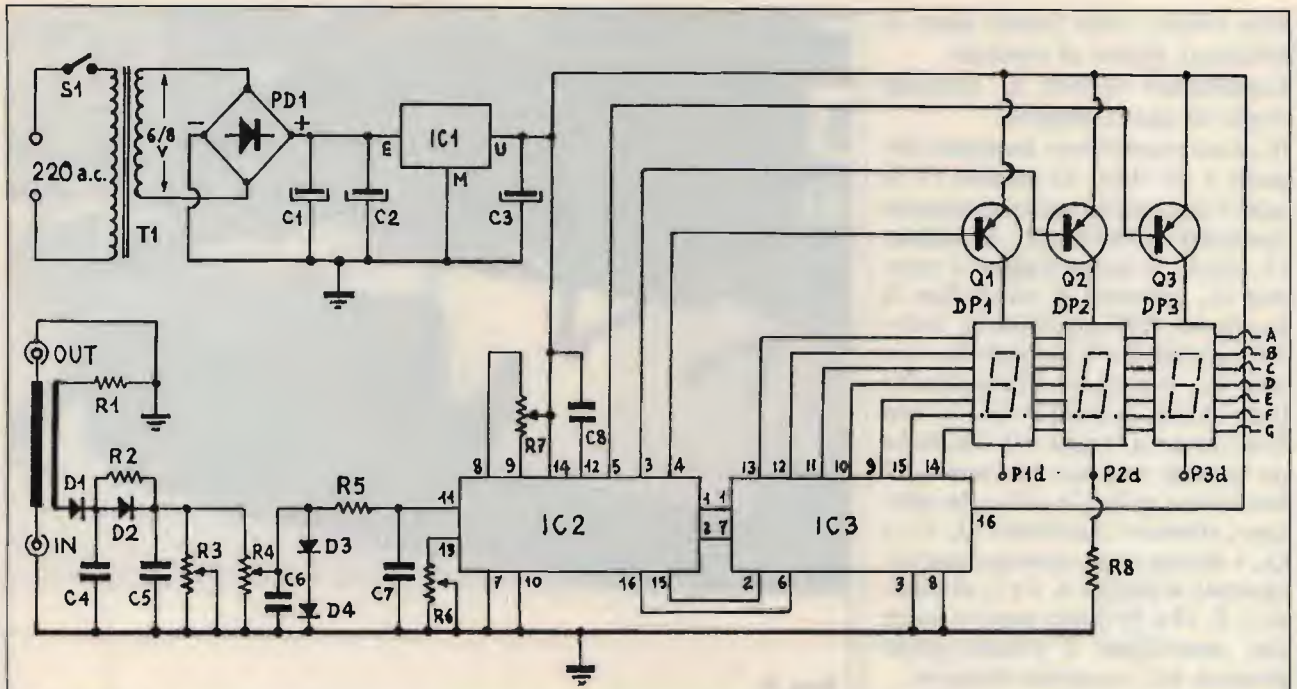 S1
220 a.c.
T1
6/8
V
PD1
-
+
E
IC1
U
M
C1
C2
C3
Q1
Q2
Q3
DP1
DP2
DP3
A
B
C
D
E
F
G
P1d
P2d
P3d
R8
OUT
R1
R2
D1
D2
IN
C4
C5
R3
R4
C6
D3
D4
R5
C7
R6
R7
C8
8
9
14
12
5
3
4
11
13
7
10
16
15
IC2
1
1
2
7
13
12
11
10
9
15
14
16
IC3
2
6
3
8